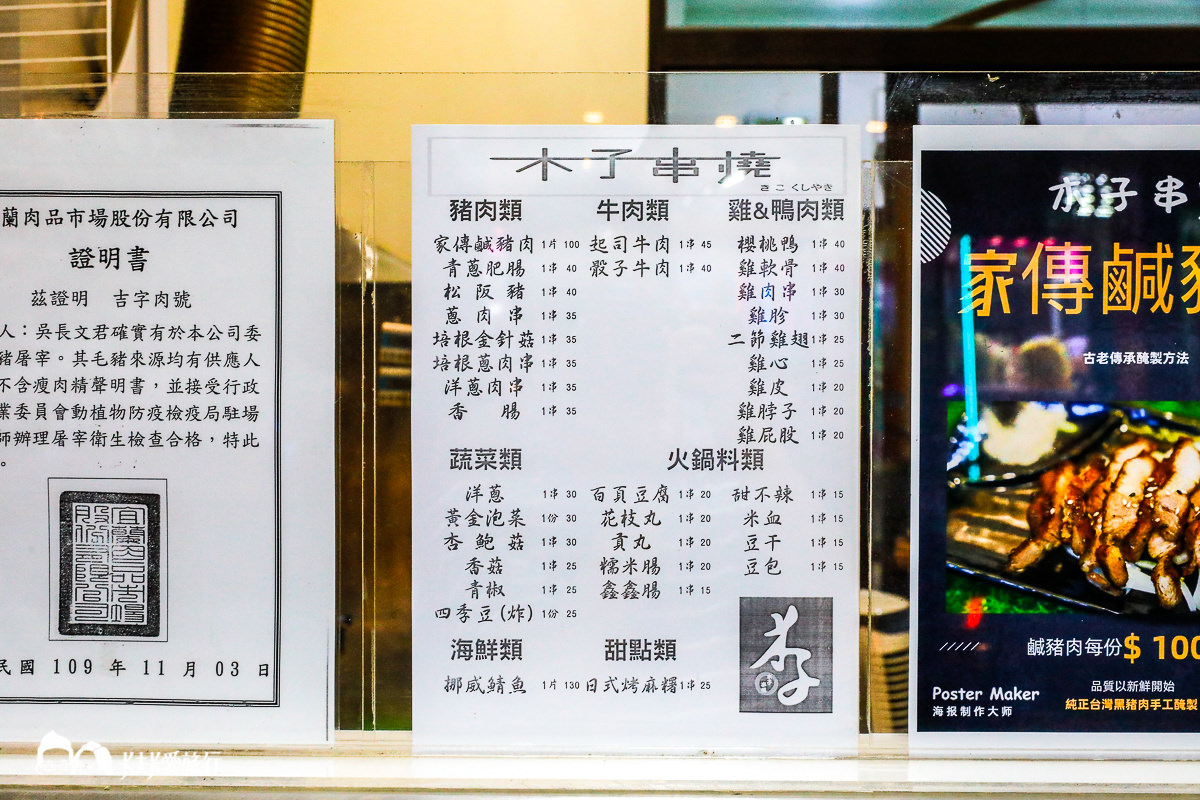 蘭肉品市場股份有限公司
證明書
茲證明 吉字肉號
人：吳長文君確實有於本公司委
豬屠宰。其毛豬來源均有供應人
不含瘦肉精聲明書，並接受行政
業委員會動植物防疫檢疫局駐場
師辦理屠宰衛生檢查合格，特此
。
民國 109 年 11 月 03 日
木子串燒
きこ くしやき
豬肉類
家傳鹹豬肉 1片 100
青蔥肥腸 1串 40
松阪豬 1串 40
蔥肉串 1串 35
培根金針菇 1串 35
培根蔥肉串 1串 35
洋蔥肉串 1串 35
香腸 1串 35
牛肉類
起司牛肉 1串 45
骰子牛肉 1串 40
雞&鴨肉類
櫻桃鴨 1串 40
雞軟骨 1串 40
雞肉串 1串 30
雞胗 1串 30
二節雞翅 1串 25
雞心 1串 25
雞皮 1串 20
雞脖子 1串 20
雞屁股 1串 20
蔬菜類
洋蔥 1串 30
黃金泡菜 1份 30
杏鮑菇 1串 30
香菇 1串 25
青椒 1串 25
四季豆(炸) 1份 25
火鍋料類
百頁豆腐 1串 20
花枝丸 1串 20
貢丸 1串 20
糯米腸 1串 20
鑫鑫腸 1串 15
甜不辣 1串 15
米血 1串 15
豆干 1串 15
豆包 1串 15
海鮮類
挪威鯖魚 1片 130
甜點類
日式烤麻糬 1串 25
木子串
家傳鹹豬
古老傳承醃製方法
鹹豬肉每份$ 100
品質以新鮮開始
純正台灣黑豬肉手工醃製
Poster Maker
海报制作大师